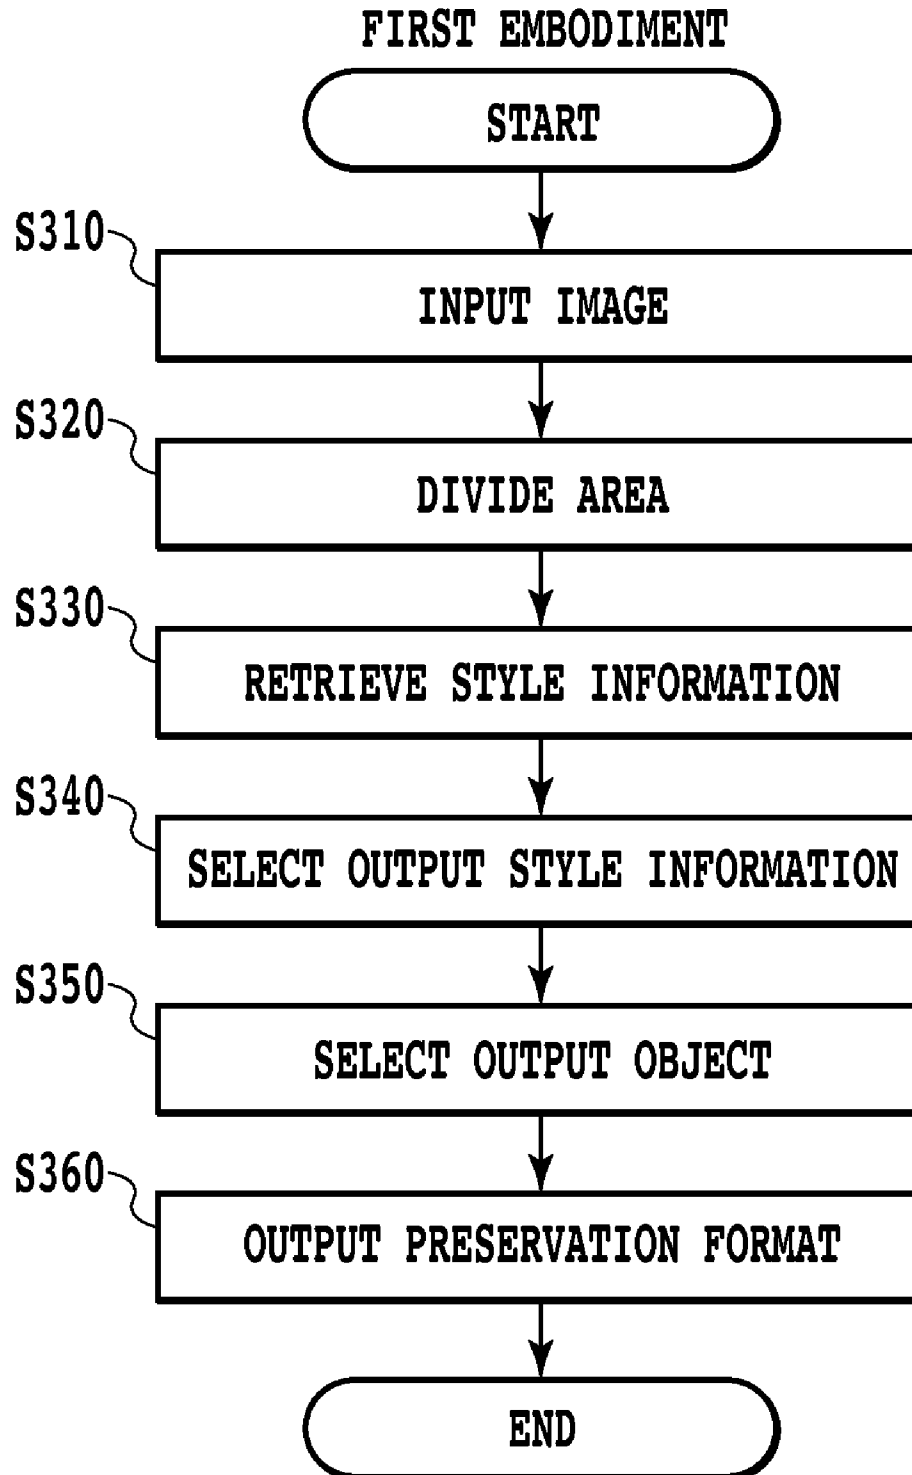 FIRST EMBODIMENT
START
S310
INPUT IMAGE
S320
DIVIDE AREA
S330
RETRIEVE STYLE INFORMATION
S340
SELECT OUTPUT STYLE INFORMATION
S350
SELECT OUTPUT OBJECT
S360
OUTPUT PRESERVATION FORMAT
END